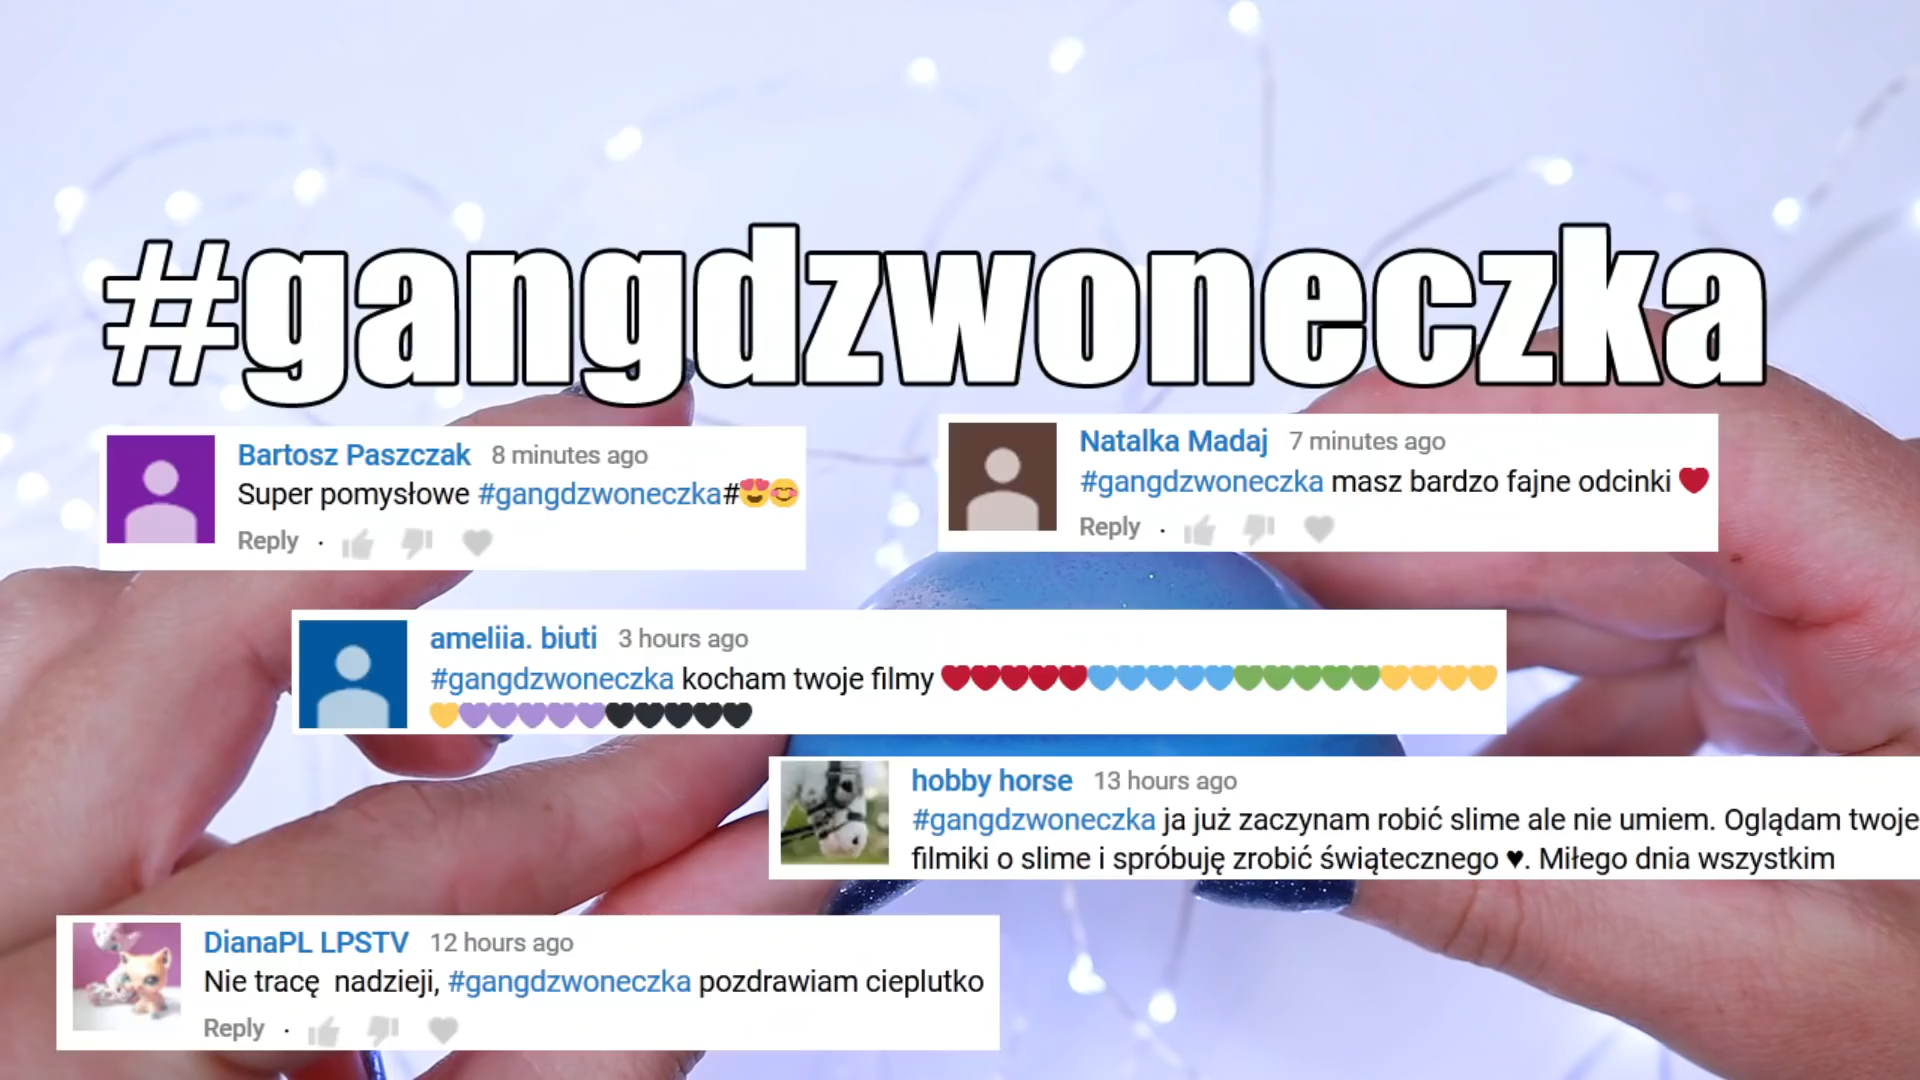 #gangdzwoneczka
Bartosz Paszczak 8 minutes ago
Super pomysłowe #gangdzwoneczka#😍😊
Reply ·
Natalka Madaj 7 minutes ago
#gangdzwoneczka masz bardzo fajne odcinki ❤
Reply ·
ameliia. biuti 3 hours ago
#gangdzwoneczka kocham twoje filmy ❤❤❤❤❤💙💙💙💙💙💚💚💚💚💚💛💛💛💛
💛💜💜💜💜💜🖤🖤🖤🖤🖤
hobby horse 13 hours ago
#gangdzwoneczka ja już zaczynam robić slime ale nie umiem. Oglądam twoje
filmiki o slime i spróbuję zrobić świątecznego ♥. Miłego dnia wszystkim
DianaPL LPSTV 12 hours ago
Nie tracę  nadzieji, #gangdzwoneczka pozdrawiam cieplutko
Reply ·